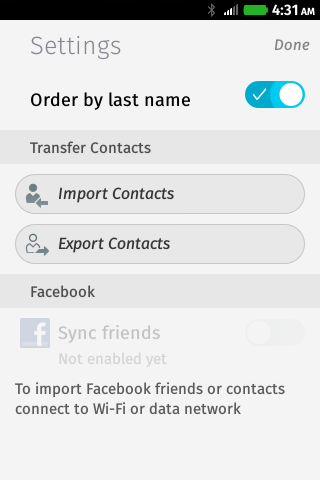 4:31 AM
Settings
Done
Order by last name
Transfer Contacts
Import Contacts
Export Contacts
Facebook
Sync friends
Not enabled yet
To import Facebook friends or contacts
connect to Wi-Fi or data network